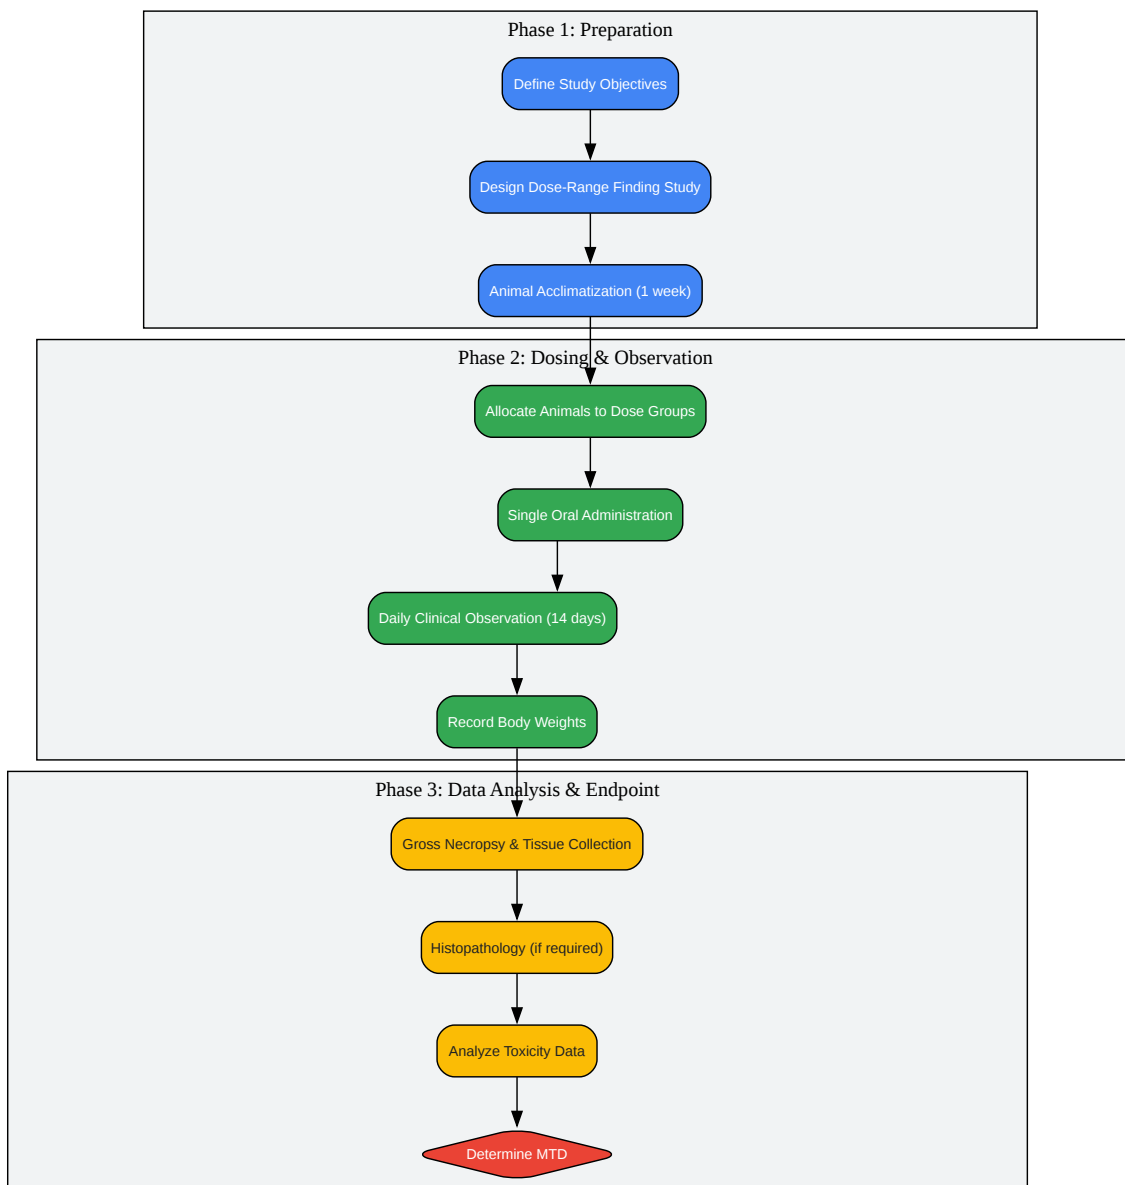 Phase 1: Preparation
Define Study Objectives
Design Dose-Range Finding Study
Animal Acclimatization (1 week)
Phase 2: Dosing & Observation
Allocate Animals to Dose Groups
Single Oral Administration
Daily Clinical Observation (14 days)
Record Body Weights
Phase 3: Data Analysis & Endpoint
Gross Necropsy & Tissue Collection
Histopathology (if required)
Analyze Toxicity Data
Determine MTD